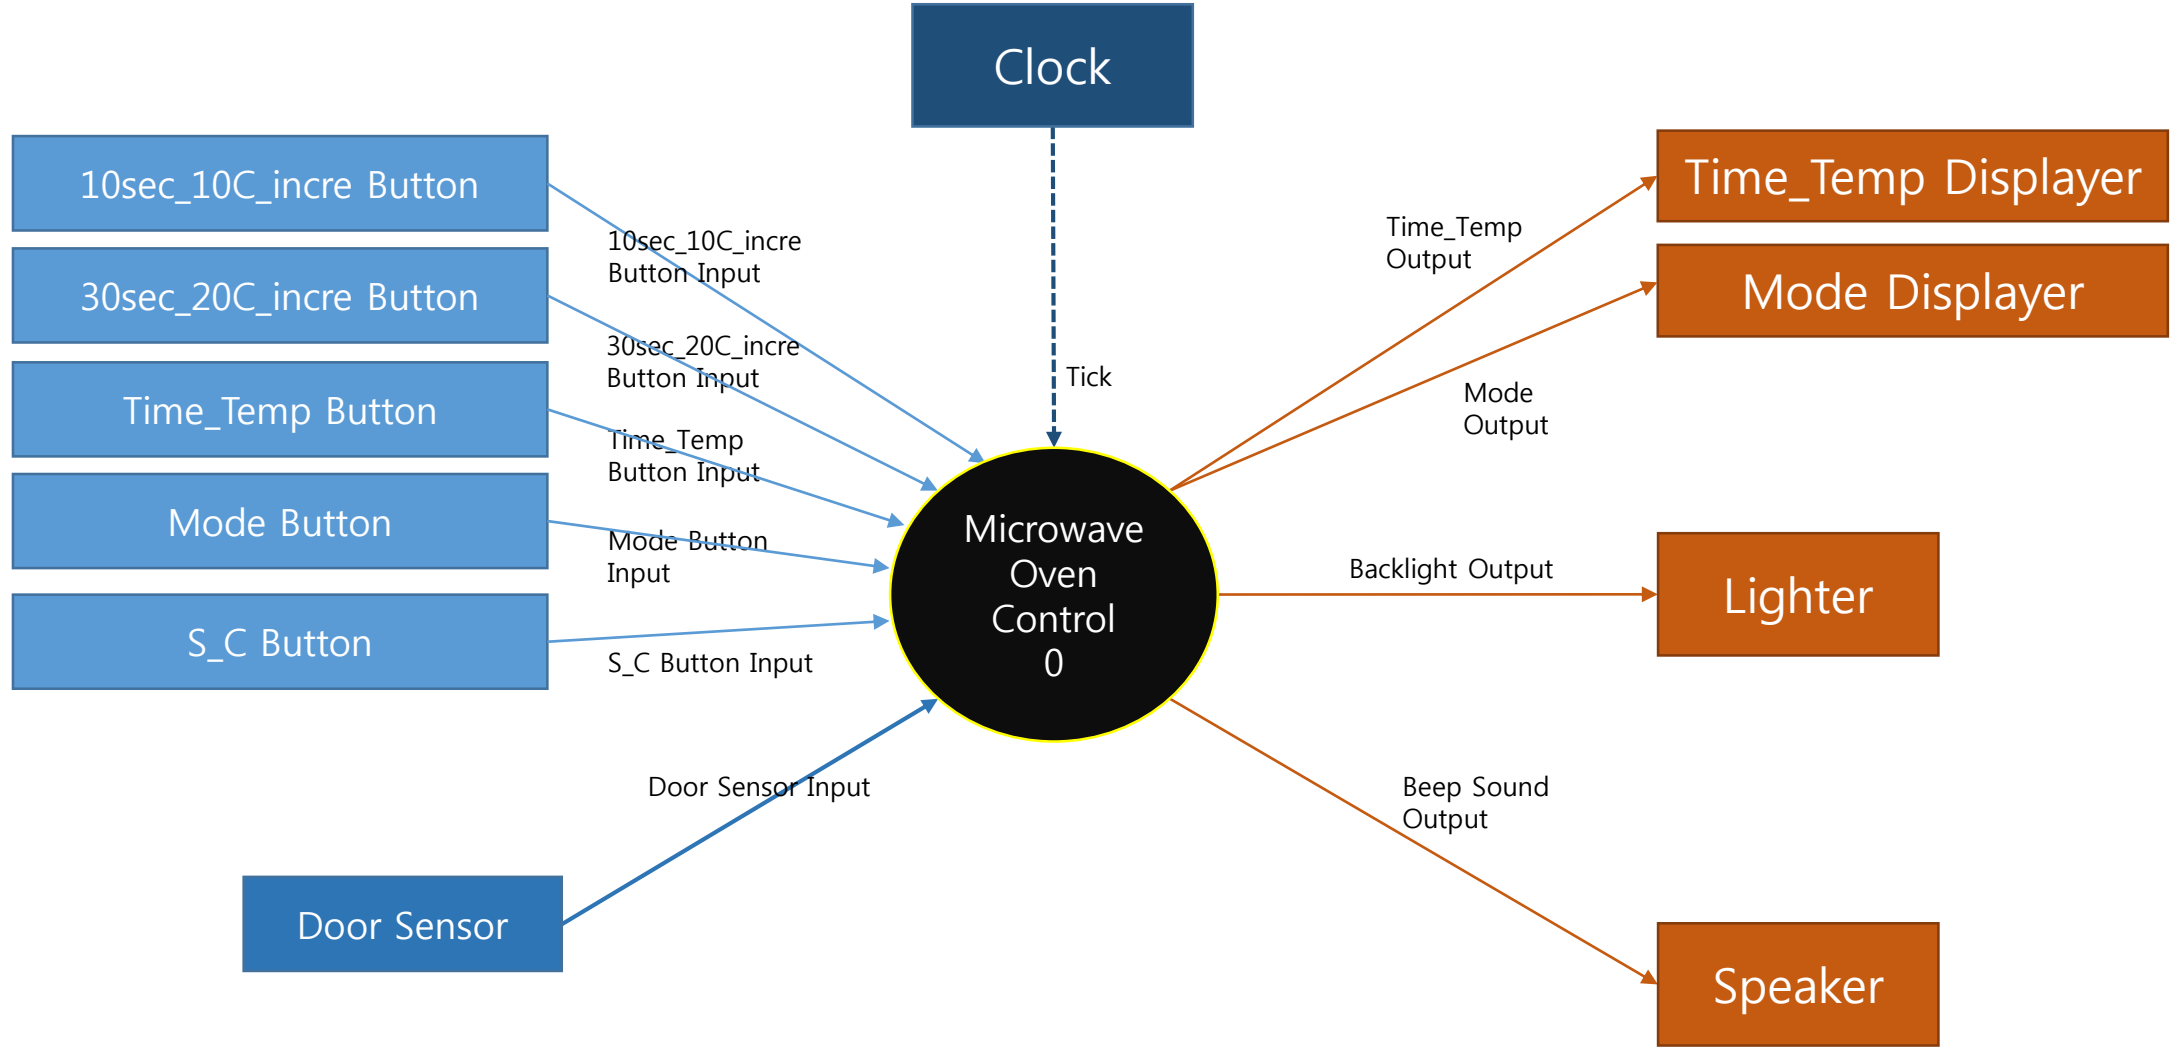 Clock
10sec_10C_incre Button
30sec_20C_incre Button
Time_Temp Button
Mode Button
S_C Button
Door Sensor
10sec_10C_incre
Button Input
30sec_20C_incre
Button Input
Time_Temp
Button Input
Mode Button
Input
S_C Button Input
Door Sensor Input
Tick
Microwave
Oven
Control
0
Time_Temp
Output
Mode
Output
Backlight Output
Beep Sound
Output
Time_Temp Displayer
Mode Displayer
Lighter
Speaker